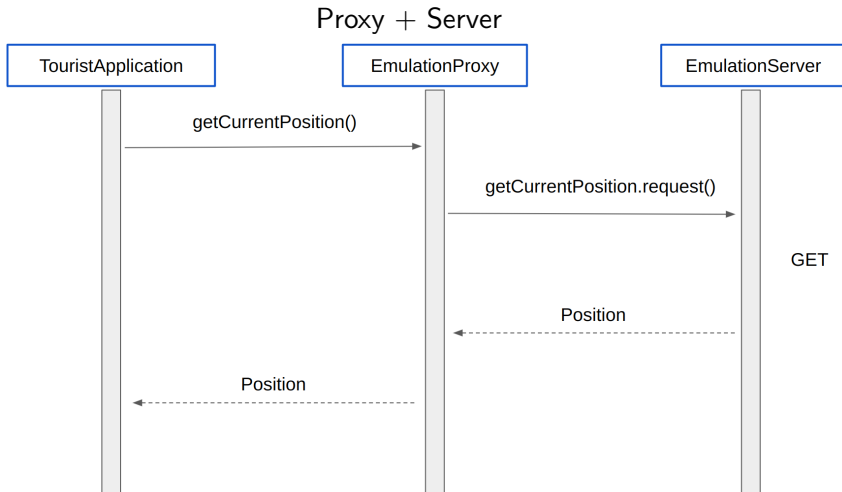 Proxy + Server
TouristApplication
EmulationProxy
EmulationServer
getCurrentPosition()
getCurrentPosition.request()
GET
Position
Position